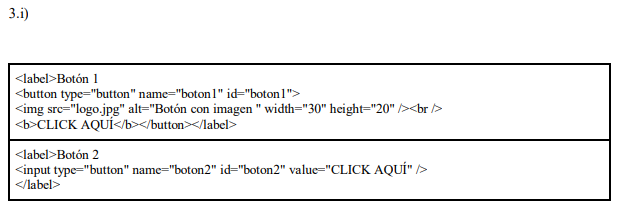 3.i)
<label>Botón 1
<button type="button" name="boton1" id="boton1">
<img src="logo.jpg" alt="Botón con imagen " width="30" height="20" /><br />
<b>CLICK AQUÍ</b></button></label>
<label>Botón 2
<input type="button" name="boton2" id="boton2" value="CLICK AQUÍ" />
</label>